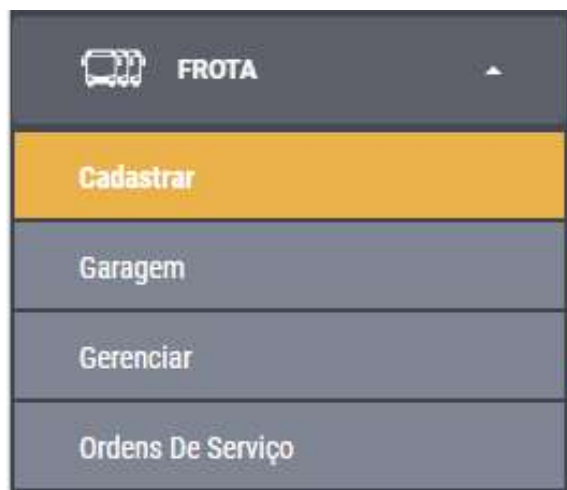 FROTA
Cadastrar
Garagem
Gerenciar
Ordens De Serviço